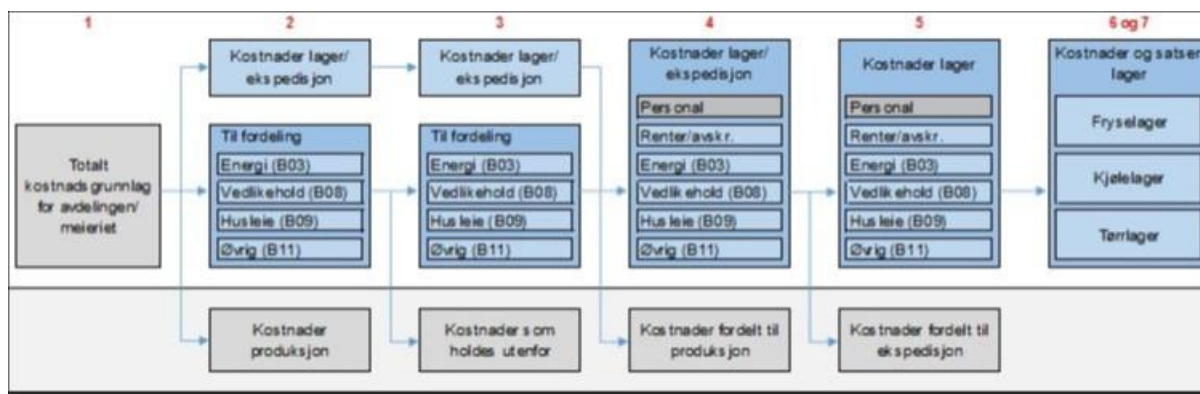 1
2
3
4
5
6 og 7
Totalt
kostnadsgrunnlag
for avdelingen/
meieriet
Kostnader lager/
ekspedisjon
Til fordeling
Energi (B03)
Vedlikehold (B08)
Husleie (B09)
Øvrig (B11)
Kostnader
produksjon
Kostnader lager/
ekspedisjon
Til fordeling
Energi (B03)
Vedlikehold (B08)
Husleie (B09)
Øvrig (B11)
Kostnader som
holdes utenfor
Kostnader lager/
ekspedisjon
Personal
Renter/avskr.
Energi (B03)
Vedlikehold (B08)
Husleie (B09)
Øvrig (B11)
Kostnader fordelt til
produksjon
Kostnader lager
Personal
Renter/avskr.
Energi (B03)
Vedlikehold (B08)
Husleie (B09)
Øvrig (B11)
Kostnader fordelt til
ekspedisjon
Kostnader og satser
lager
Fryselager
Kjølelager
Tørrlager